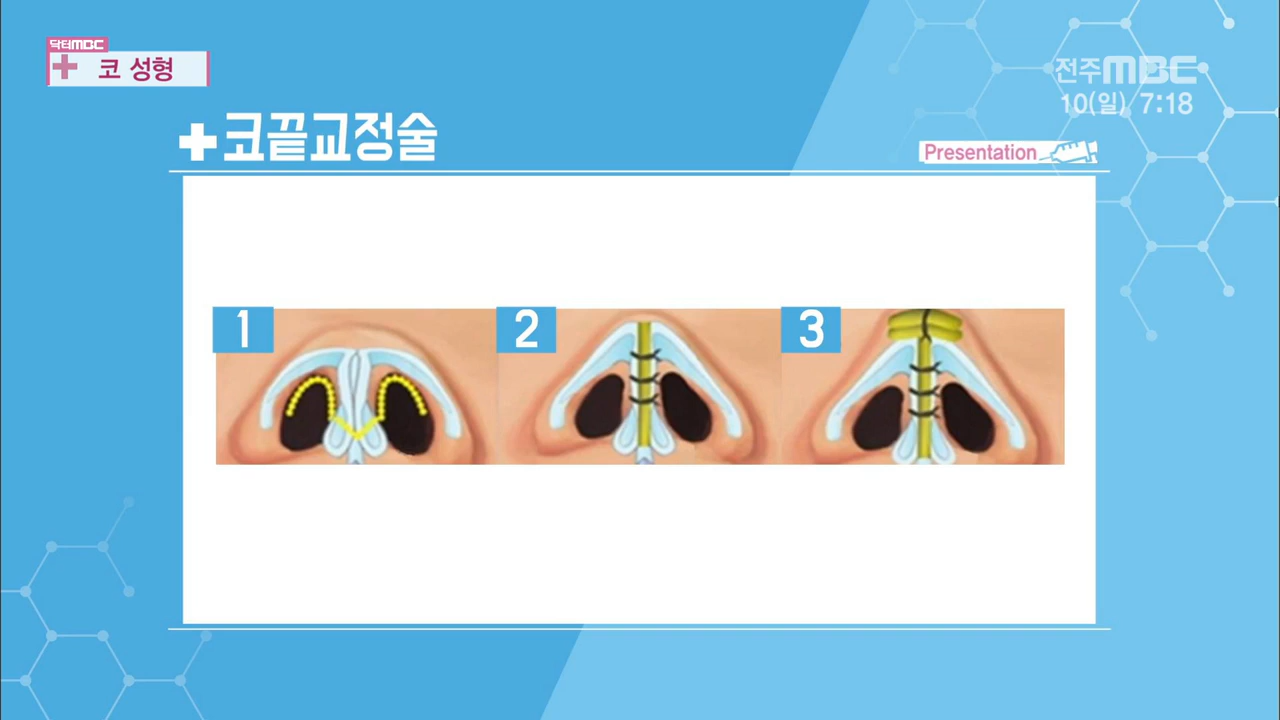 닥터MBC
코 성형
전주MBC
10(일) 7:18
코끝교정술
Presentation
1
2
3